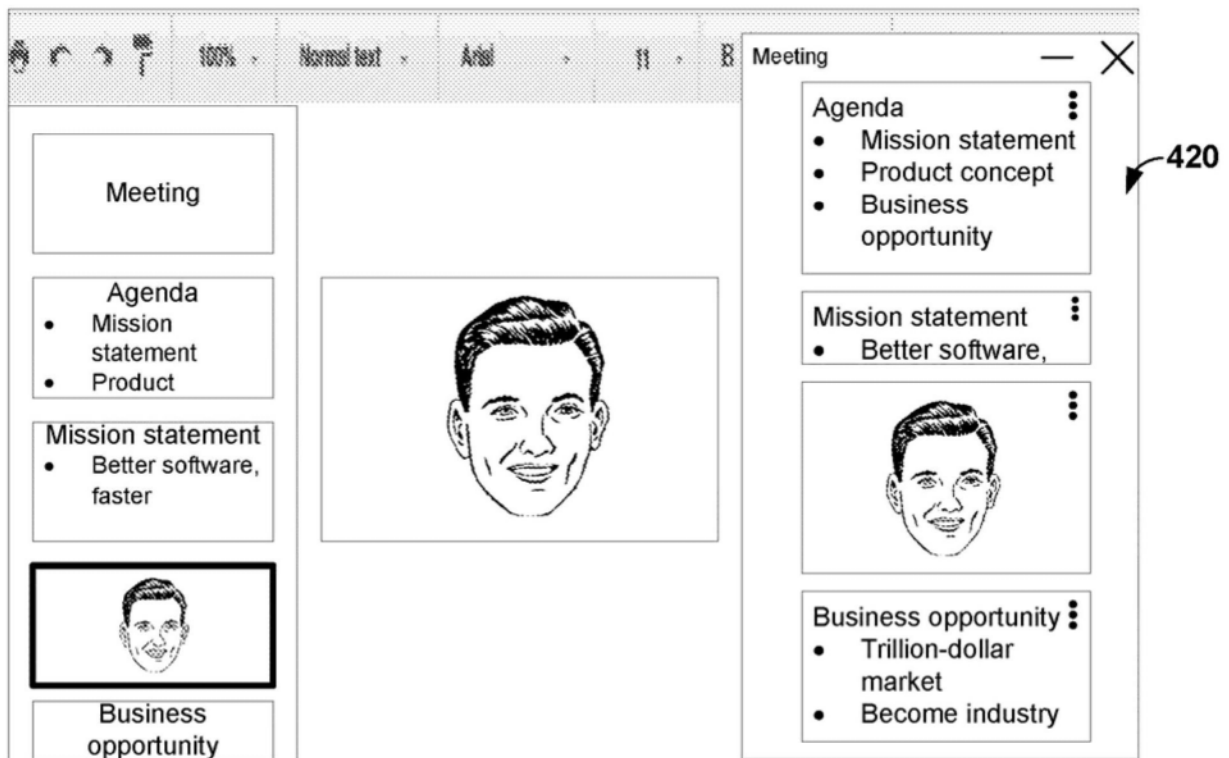 100% Normal text Arial 11 B
Meeting
Agenda
• Mission
statement
• Product
Mission statement
• Better software,
faster
Business
opportunity
Meeting
Agenda
• Mission statement
• Product concept
• Business
opportunity
Mission statement
• Better software,
Business opportunity
• Trillion-dollar
market
• Become industry
420